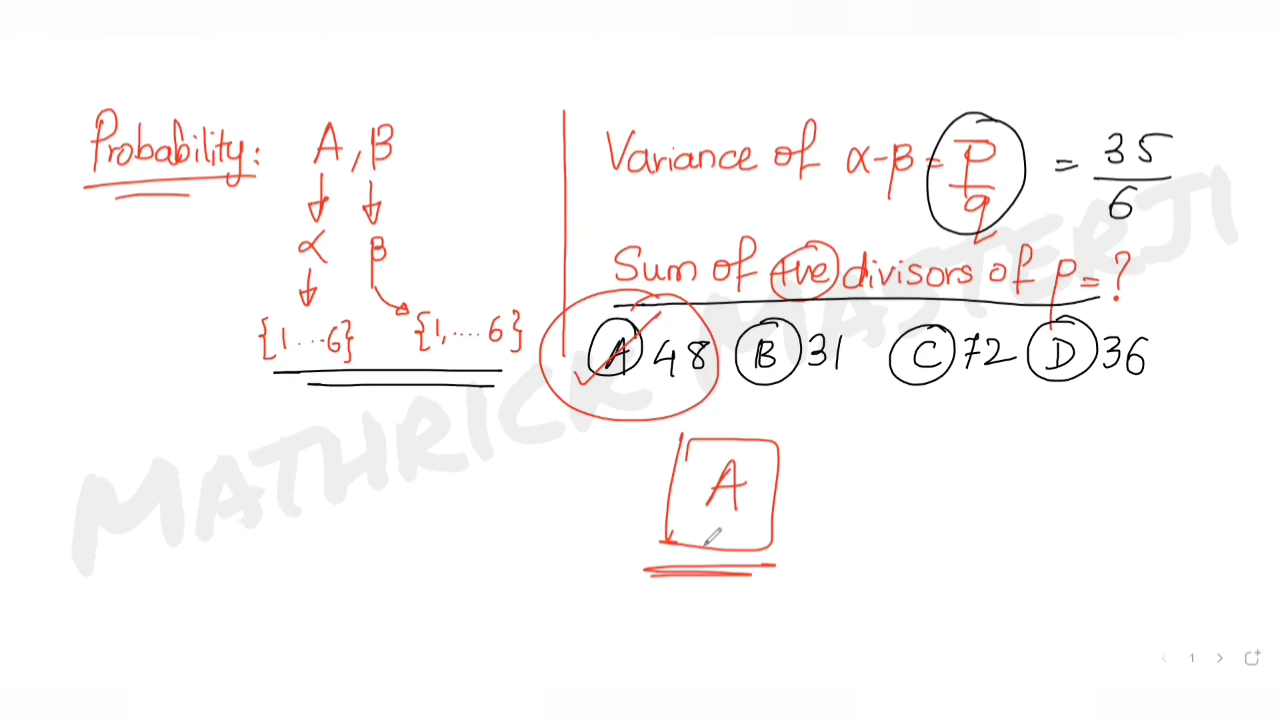 Probability: A, B
α β
{1...6} {1,....6}
Variance of α-β = p/q = 35/6
Sum of +ve divisors of p = ?
A 48 B 31 C 72 D 36
A
MATHRICK MASTERJI
1